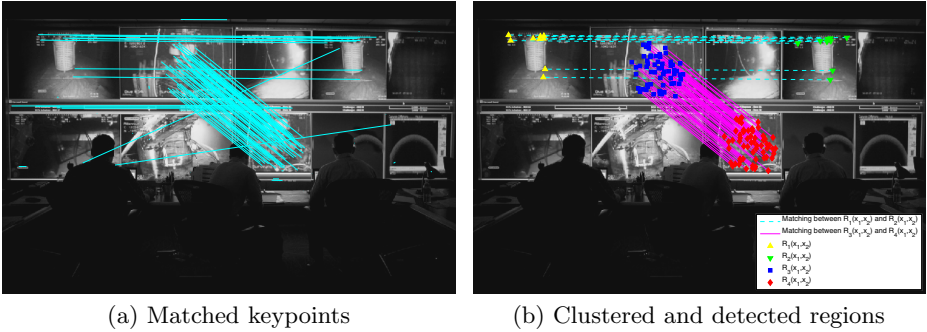 Matching between R1(x1,x2) and R2(x1,x2)
Matching between R3(x1,x2) and R4(x1,x2)
R1(x1,x2)
R2(x1,x2)
R3(x1,x2)
R4(x1,x2)
(a) Matched keypoints
(b) Clustered and detected regions